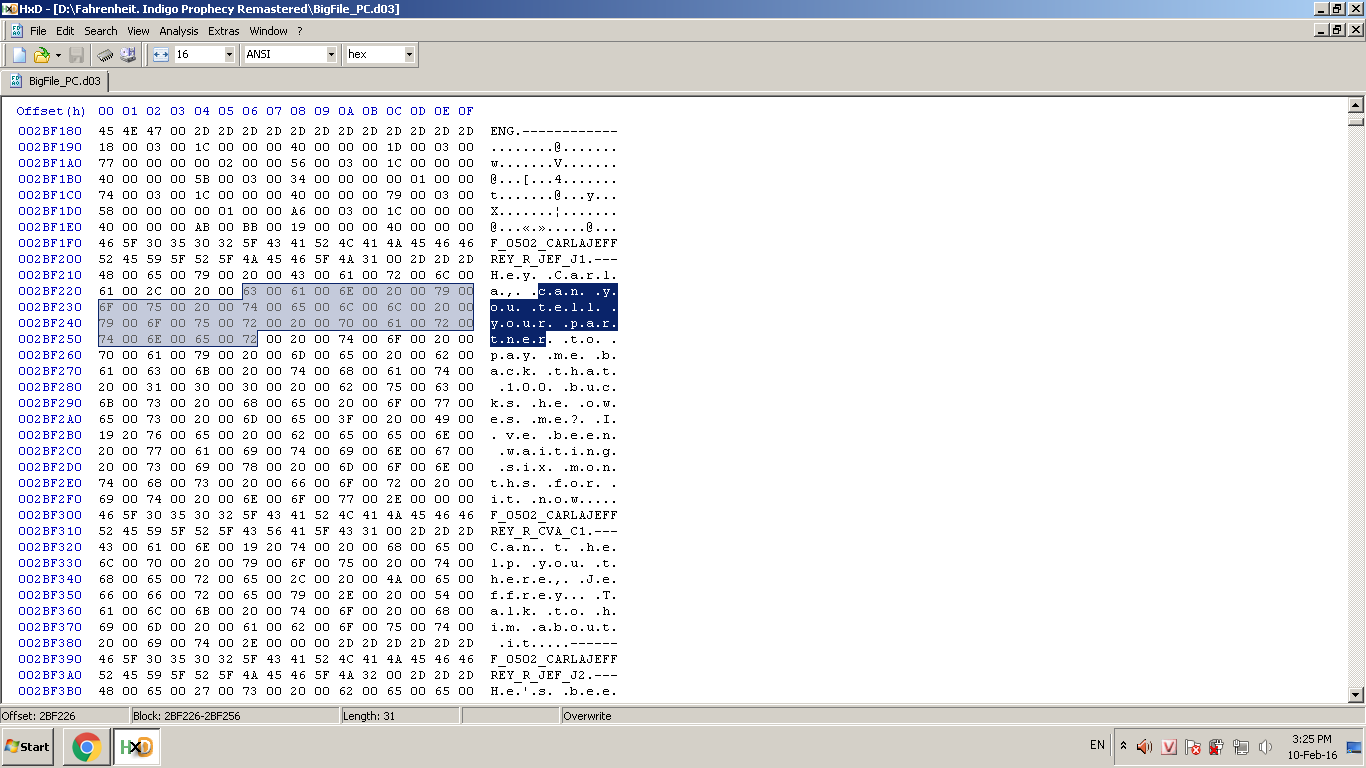 HxD - [D:\Fahrenheit. Indigo Prophecy Remastered\BigFile_PC.d03]
File Edit Search View Analysis Extras Window ?
16 ANSI hex
BigFile_PC.d03
Offset(h) 00 01 02 03 04 05 06 07 08 09 0A 0B 0C 0D 0E 0F
002BF180 45 4E 47 00 2D 2D 2D 2D 2D 2D 2D 2D 2D 2D 2D 2D ENG.------------
002BF190 18 00 03 00 1C 00 00 00 40 00 00 00 1D 00 03 00 ........@.......
002BF1A0 77 00 00 00 00 02 00 00 56 00 03 00 1C 00 00 00 w.......V.......
002BF1B0 40 00 00 00 5B 00 03 00 34 00 00 00 00 01 00 00 @...[...4.......
002BF1C0 74 00 03 00 1C 00 00 00 40 00 00 00 79 00 03 00 t.......@...y...
002BF1D0 58 00 00 00 00 01 00 00 A6 00 03 00 1C 00 00 00 X.......¦.......
002BF1E0 40 00 00 00 AB 00 BB 00 19 00 00 00 40 00 00 00 @...«.».....@...
002BF1F0 46 5F 30 35 30 32 5F 43 41 52 4C 41 4A 45 46 46 F_0502_CARLAJEFF
002BF200 52 45 59 5F 52 5F 4A 45 46 5F 4A 31 00 2D 2D 2D REY_R_JEF_J1.---
002BF210 48 00 65 00 79 00 20 00 43 00 61 00 72 00 6C 00 H.e.y. .C.a.r.l.
002BF220 61 00 2C 00 20 00 63 00 61 00 6E 00 20 00 79 00 a.,. .c.a.n. .y.
002BF230 6F 00 75 00 20 00 74 00 65 00 6C 00 6C 00 20 00 o.u. .t.e.l.l. .
002BF240 79 00 6F 00 75 00 72 00 20 00 70 00 61 00 72 00 y.o.u.r. .p.a.r.
002BF250 74 00 6E 00 65 00 72 00 20 00 74 00 6F 00 20 00 t.n.e.r. .t.o. .
002BF260 70 00 61 00 79 00 20 00 6D 00 65 00 20 00 62 00 p.a.y. .m.e. .b.
002BF270 61 00 63 00 6B 00 20 00 74 00 68 00 61 00 74 00 a.c.k. .t.h.a.t.
002BF280 20 00 31 00 30 00 30 00 20 00 62 00 75 00 63 00  .1.0.0. .b.u.c.
002BF290 6B 00 73 00 20 00 68 00 65 00 20 00 6F 00 77 00 k.s. .h.e. .o.w.
002BF2A0 65 00 73 00 20 00 6D 00 65 00 3F 00 20 00 49 00 e.s. .m.e.?. .I.
002BF2B0 19 20 76 00 65 00 20 00 62 00 65 00 65 00 6E 00 . v.e. .b.e.e.n.
002BF2C0 20 00 77 00 61 00 69 00 74 00 69 00 6E 00 67 00  .w.a.i.t.i.n.g.
002BF2D0 20 00 73 00 69 00 78 00 20 00 6D 00 6F 00 6E 00  .s.i.x. .m.o.n.
002BF2E0 74 00 68 00 73 00 20 00 66 00 6F 00 72 00 20 00 t.h.s. .f.o.r. .
002BF2F0 69 00 74 00 20 00 6E 00 6F 00 77 00 2E 00 00 00 i.t. .n.o.w.....
002BF300 46 5F 30 35 30 32 5F 43 41 52 4C 41 4A 45 46 46 F_0502_CARLAJEFF
002BF310 52 45 59 5F 52 5F 43 56 41 5F 43 31 00 2D 2D 2D REY_R_CVA_C1.---
002BF320 43 00 61 00 6E 00 19 20 74 00 20 00 68 00 65 00 C.a.n.. t. .h.e.
002BF330 6C 00 70 00 20 00 79 00 6F 00 75 00 20 00 74 00 l.p. .y.o.u. .t.
002BF340 68 00 65 00 72 00 65 00 2C 00 20 00 4A 00 65 00 h.e.r.e.,. .J.e.
002BF350 66 00 66 00 72 00 65 00 79 00 2E 00 20 00 54 00 f.f.r.e.y... .T.
002BF360 61 00 6C 00 6B 00 20 00 74 00 6F 00 20 00 68 00 a.l.k. .t.o. .h.
002BF370 69 00 6D 00 20 00 61 00 62 00 6F 00 75 00 74 00 i.m. .a.b.o.u.t.
002BF380 20 00 69 00 74 00 2E 00 00 00 2D 2D 2D 2D 2D 2D  .i.t.....------
002BF390 46 5F 30 35 30 32 5F 43 41 52 4C 41 4A 45 46 46 F_0502_CARLAJEFF
002BF3A0 52 45 59 5F 52 5F 4A 45 46 5F 4A 32 00 2D 2D 2D REY_R_JEF_J2.---
002BF3B0 48 00 65 00 27 00 73 00 20 00 62 00 65 00 65 00 H.e.'.s. .b.e.e.
Offset: 2BF226 Block: 2BF226-2BF256 Length: 31 Overwrite
Start HxD EN 3:25 PM
10-Feb-16